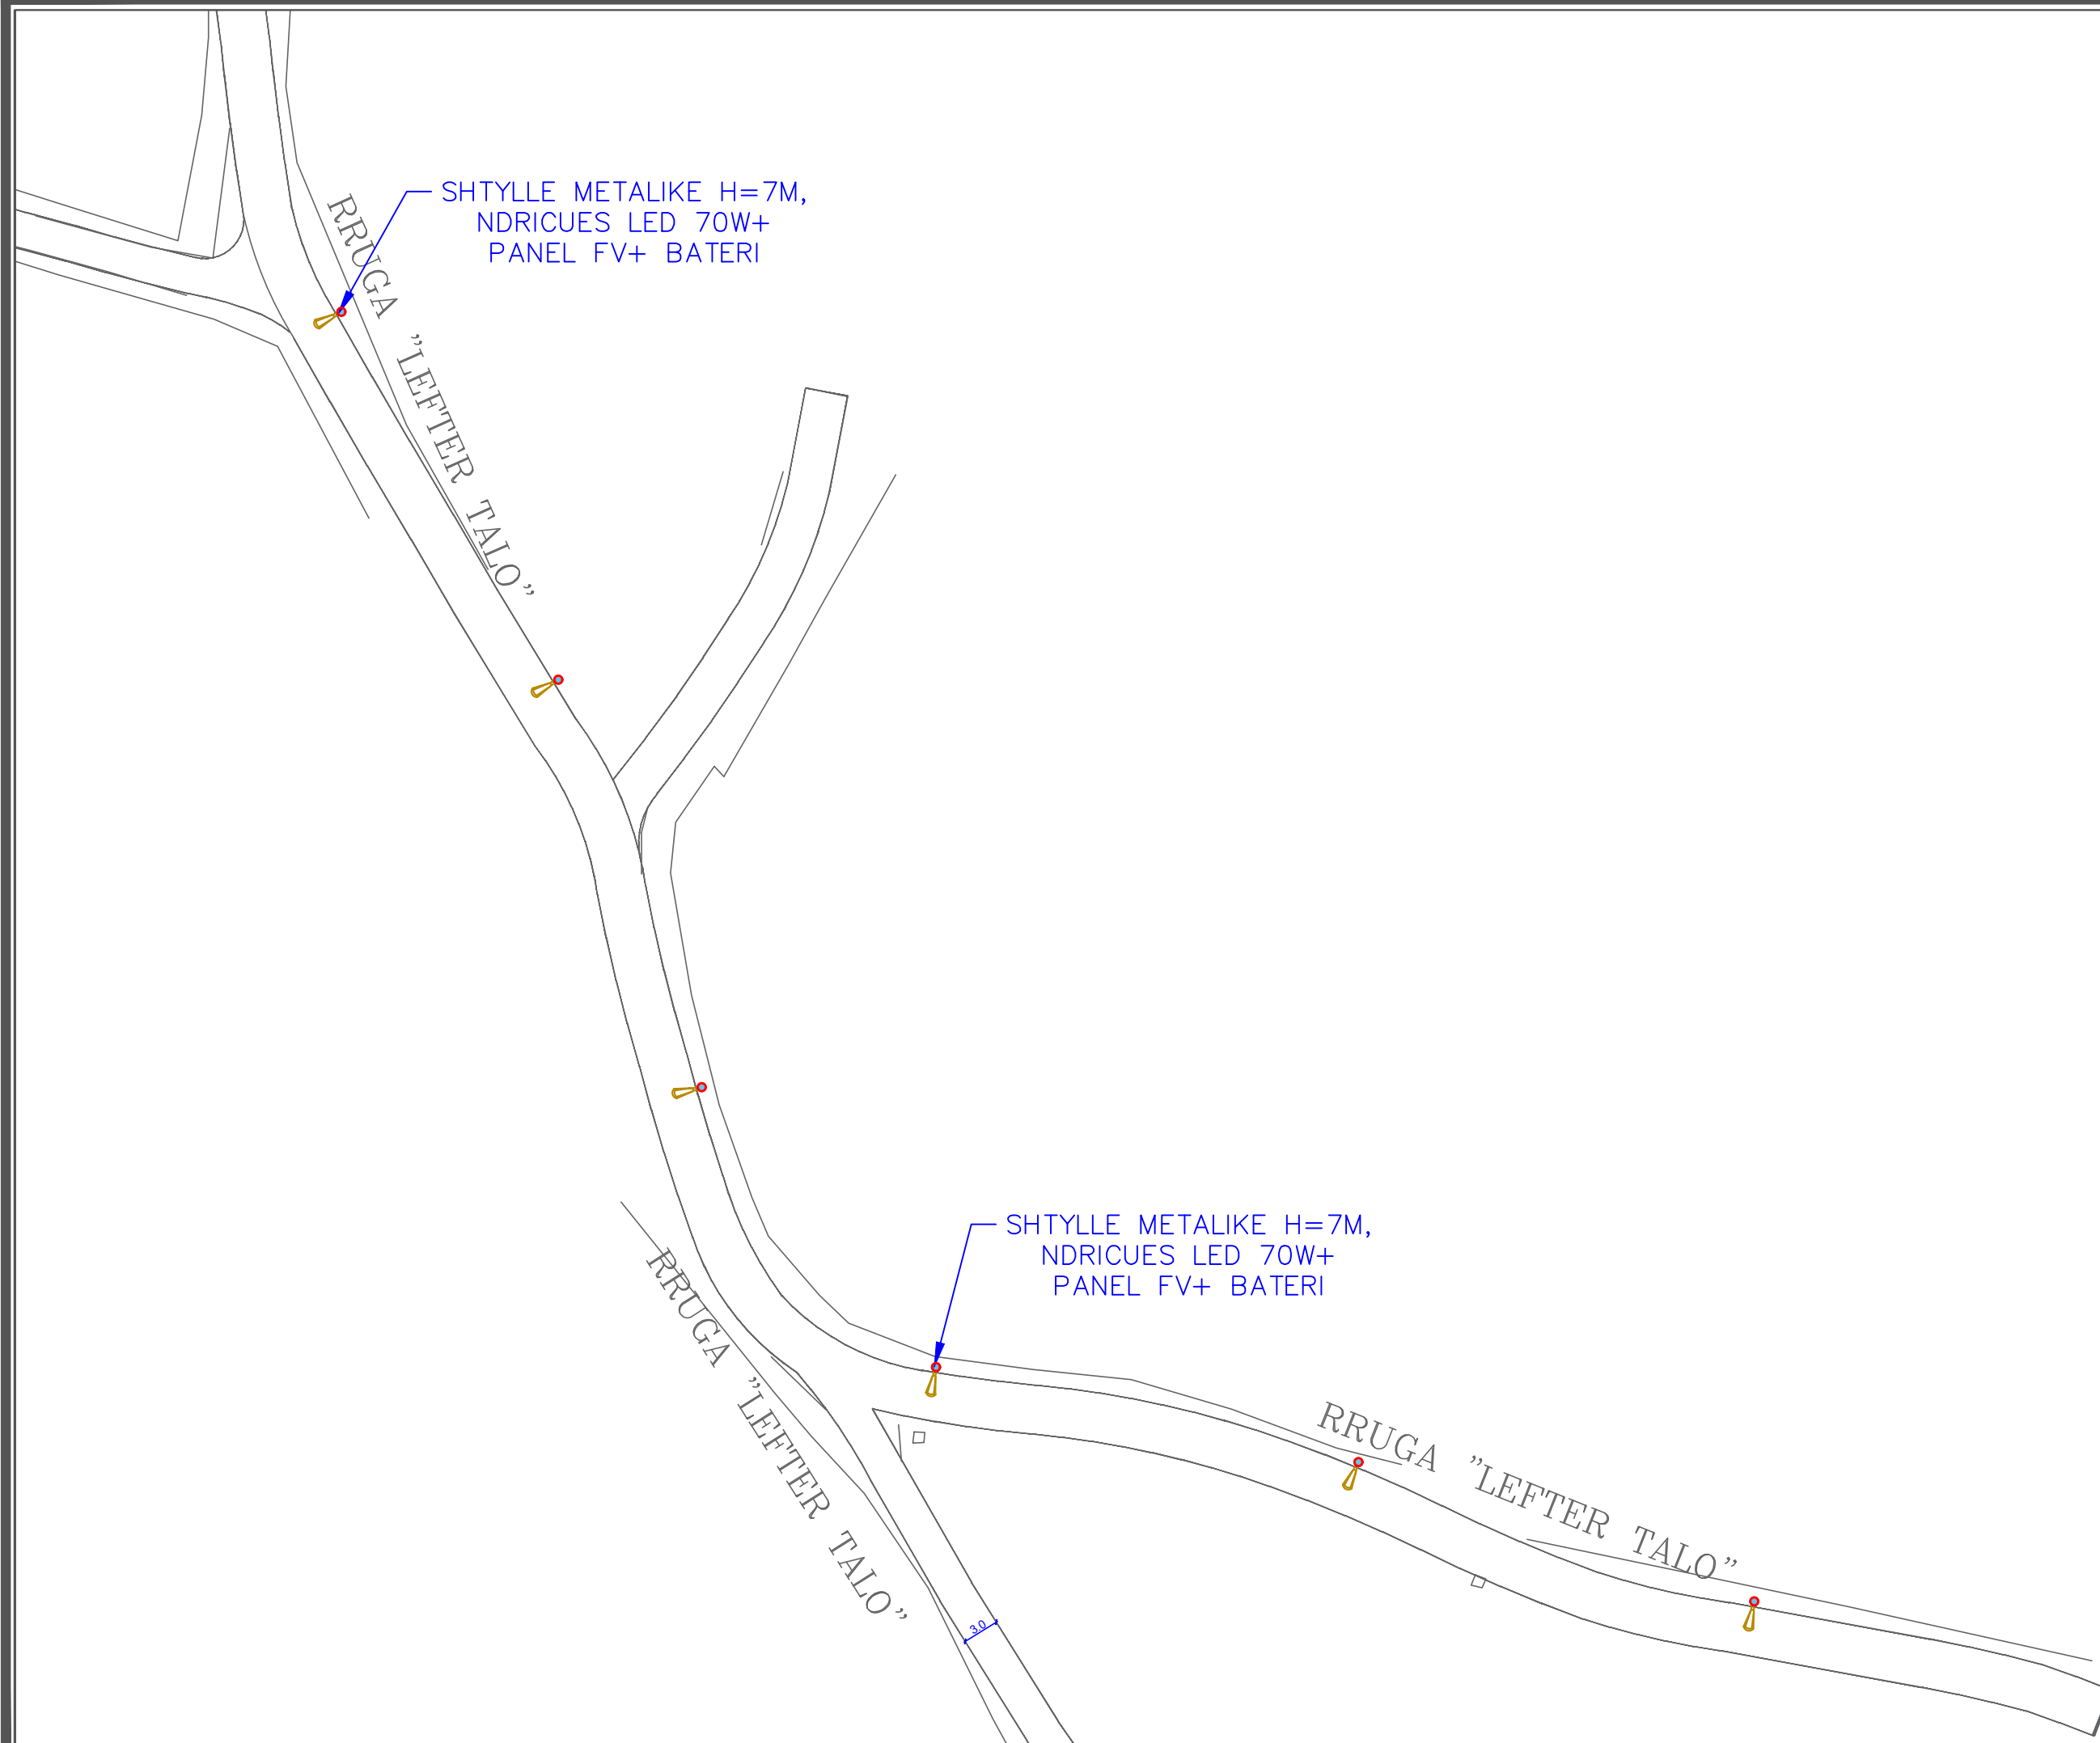 SHTYLLE METALIKE H=7M,
NDRICUES LED 70W+
PANEL FV+ BATERI
RRUGA "LEFTER TALO"
SHTYLLE METALIKE H=7M,
NDRICUES LED 70W+
PANEL FV+ BATERI
RRUGA "LEFTER TALO"
RRUGA "LEFTER TALO"
3.0